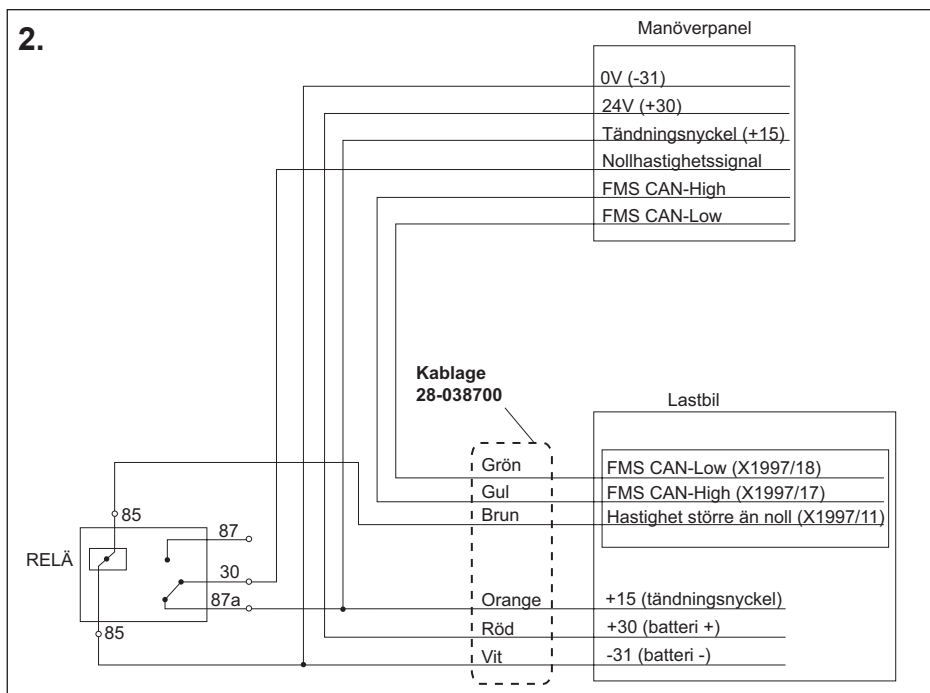 2.
Manöverpanel
0V (-31)
24V (+30)
Tändningsnyckel (+15)
Nollhastighetssignal
FMS CAN-High
FMS CAN-Low
Kablage
28-038700
Lastbil
Grön
FMS CAN-Low (X1997/18)
Gul
FMS CAN-High (X1997/17)
Brun
Hastighet större än noll (X1997/11)
85
87
RELÄ
30
87a
85
Orange
+15 (tändningsnyckel)
Röd
+30 (batteri +)
Vit
-31 (batteri -)